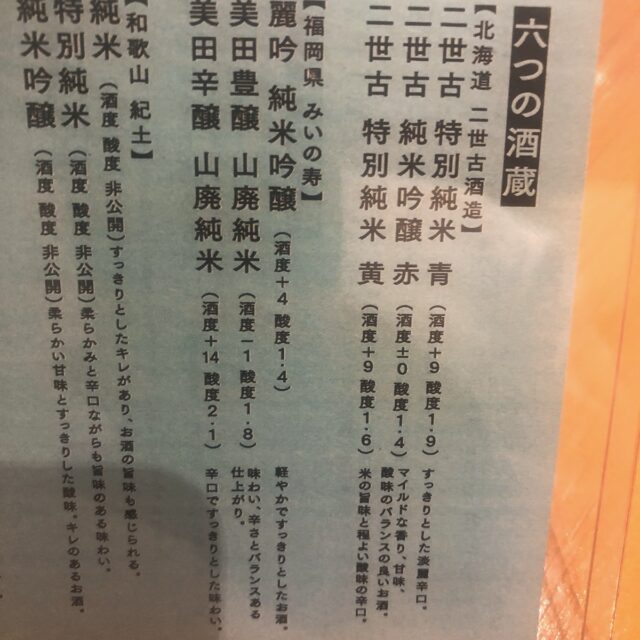 六つの酒蔵
【北海道 二世古酒造】
二世古 特別純米 青 (酒度+9 酸度1・9) すっきりとした淡麗辛口。
二世古 純米吟醸 赤 (酒度±0 酸度1・4) マイルドな香り、甘味、
酸味のバランスの良いお酒。
二世古 特別純米 黄 (酒度+9 酸度1・6) 米の旨味と程よい酸味の辛口。
【福岡県 みいの寿】
麗吟 純米吟醸 (酒度+4 酸度1・4) 軽やかですっきりとしたお酒。
美田豊醸 山廃純米 (酒度−1 酸度1・8) 味わい、辛さとバランスある
仕上がり。
美田辛醸 山廃純米 (酒度+14 酸度2・1) 辛口ですっきりとした味わい。
【和歌山 紀土】
純米 (酒度 酸度 非公開) すっきりとしたキレがあり、お酒の旨味も感じられる。
特別純米 (酒度 酸度 非公開) 柔らかみと辛口ながらも旨味のある味わい。
純米吟醸 (酒度 酸度 非公開) 柔らかい甘味とすっきりした酸味。キレのあるお酒。